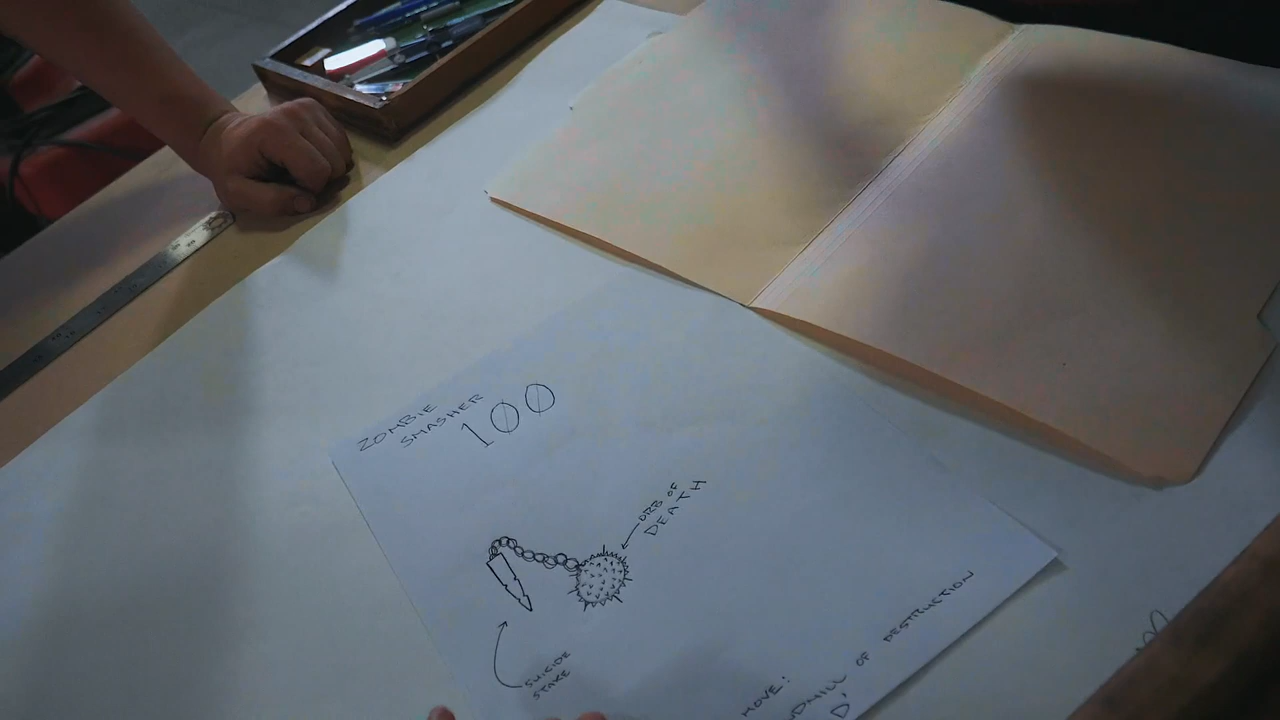 ZOMBIE
SMASHER
100
ORB OF
DEATH
SUICIDE
STAKE
MOVE:
OF DESTRUCTION